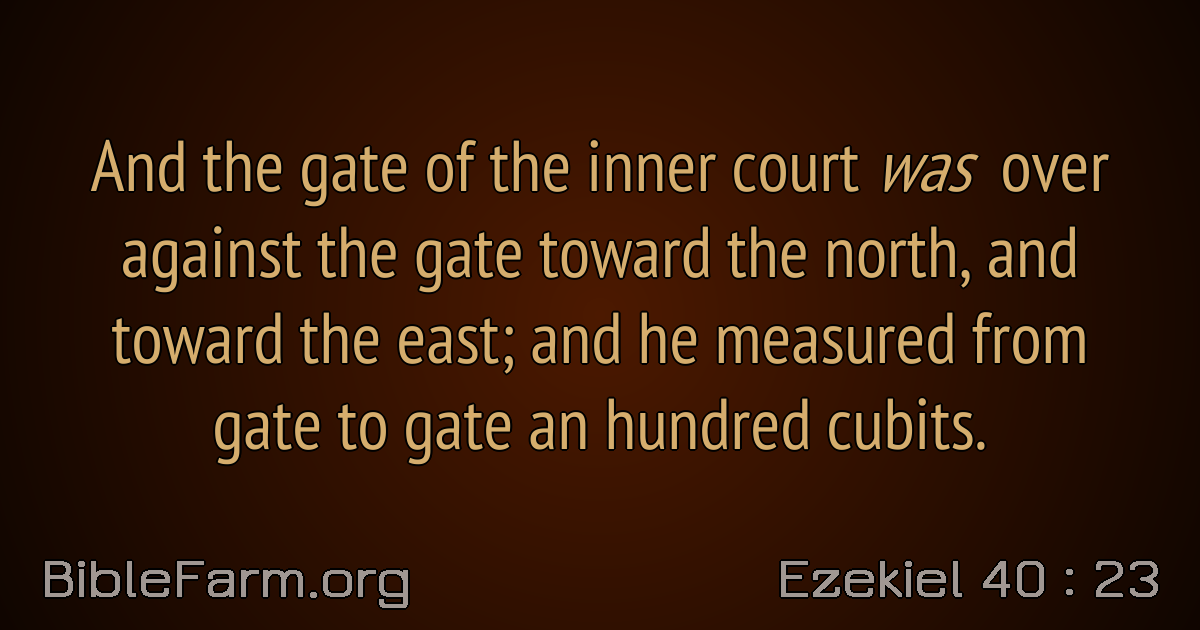 And the gate of the inner court was over
against the gate toward the north, and
toward the east; and he measured from
gate to gate an hundred cubits.
BibleFarm.org
Ezekiel 40 : 23